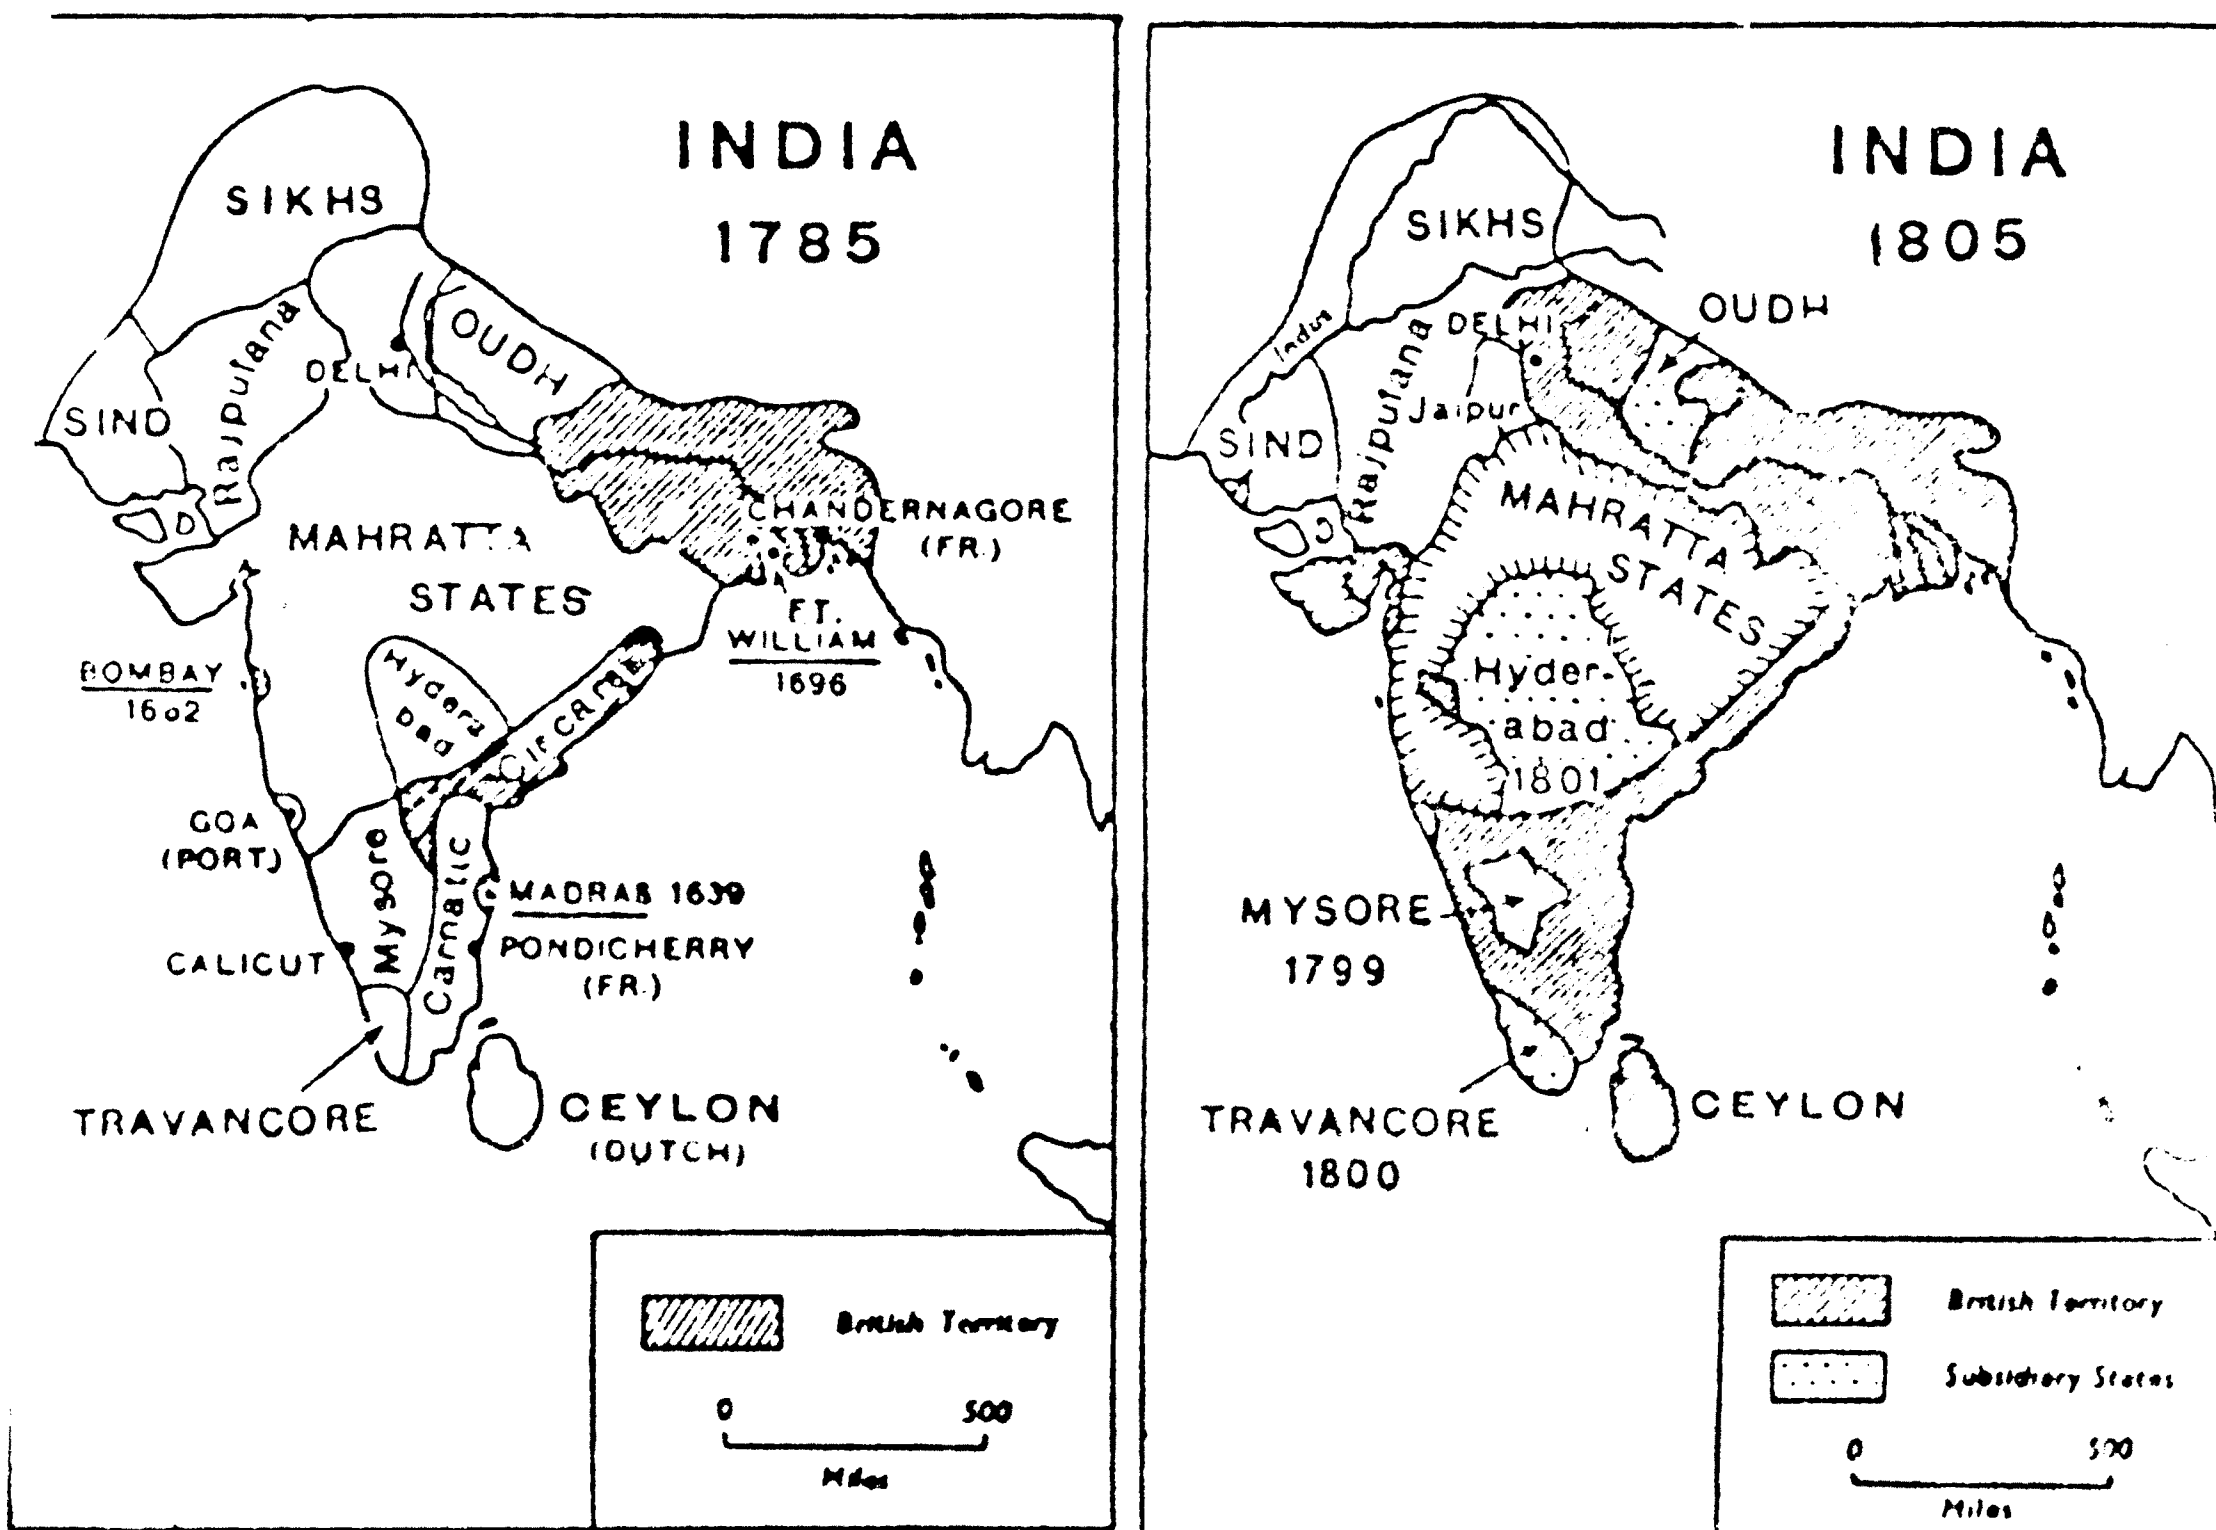 INDIA
1785
SIKHS
OUDH
Rajputana
DELHI
SIND
CHANDERNAGORE
(FR.)
MAHRATTA
STATES
FT.
WILLIAM
1696
BOMBAY
Hydera
bad
CIRCARS
GOA
(PORT.)
Mysore
Carnatic
MADRAS 1639
PONDICHERRY
(FR.)
CALICUT
TRAVANCORE
CEYLON
(DUTCH)
British Territory
0 500
Miles
INDIA
1805
SIKHS
OUDH
Indus
DELHI
Rajputana
Jaipur
SIND
MAHRATTA
STATES
Hyder-
abad
1801
MYSORE
1799
TRAVANCORE
1800
CEYLON
British Territory
Subsidiary States
0 500
Miles